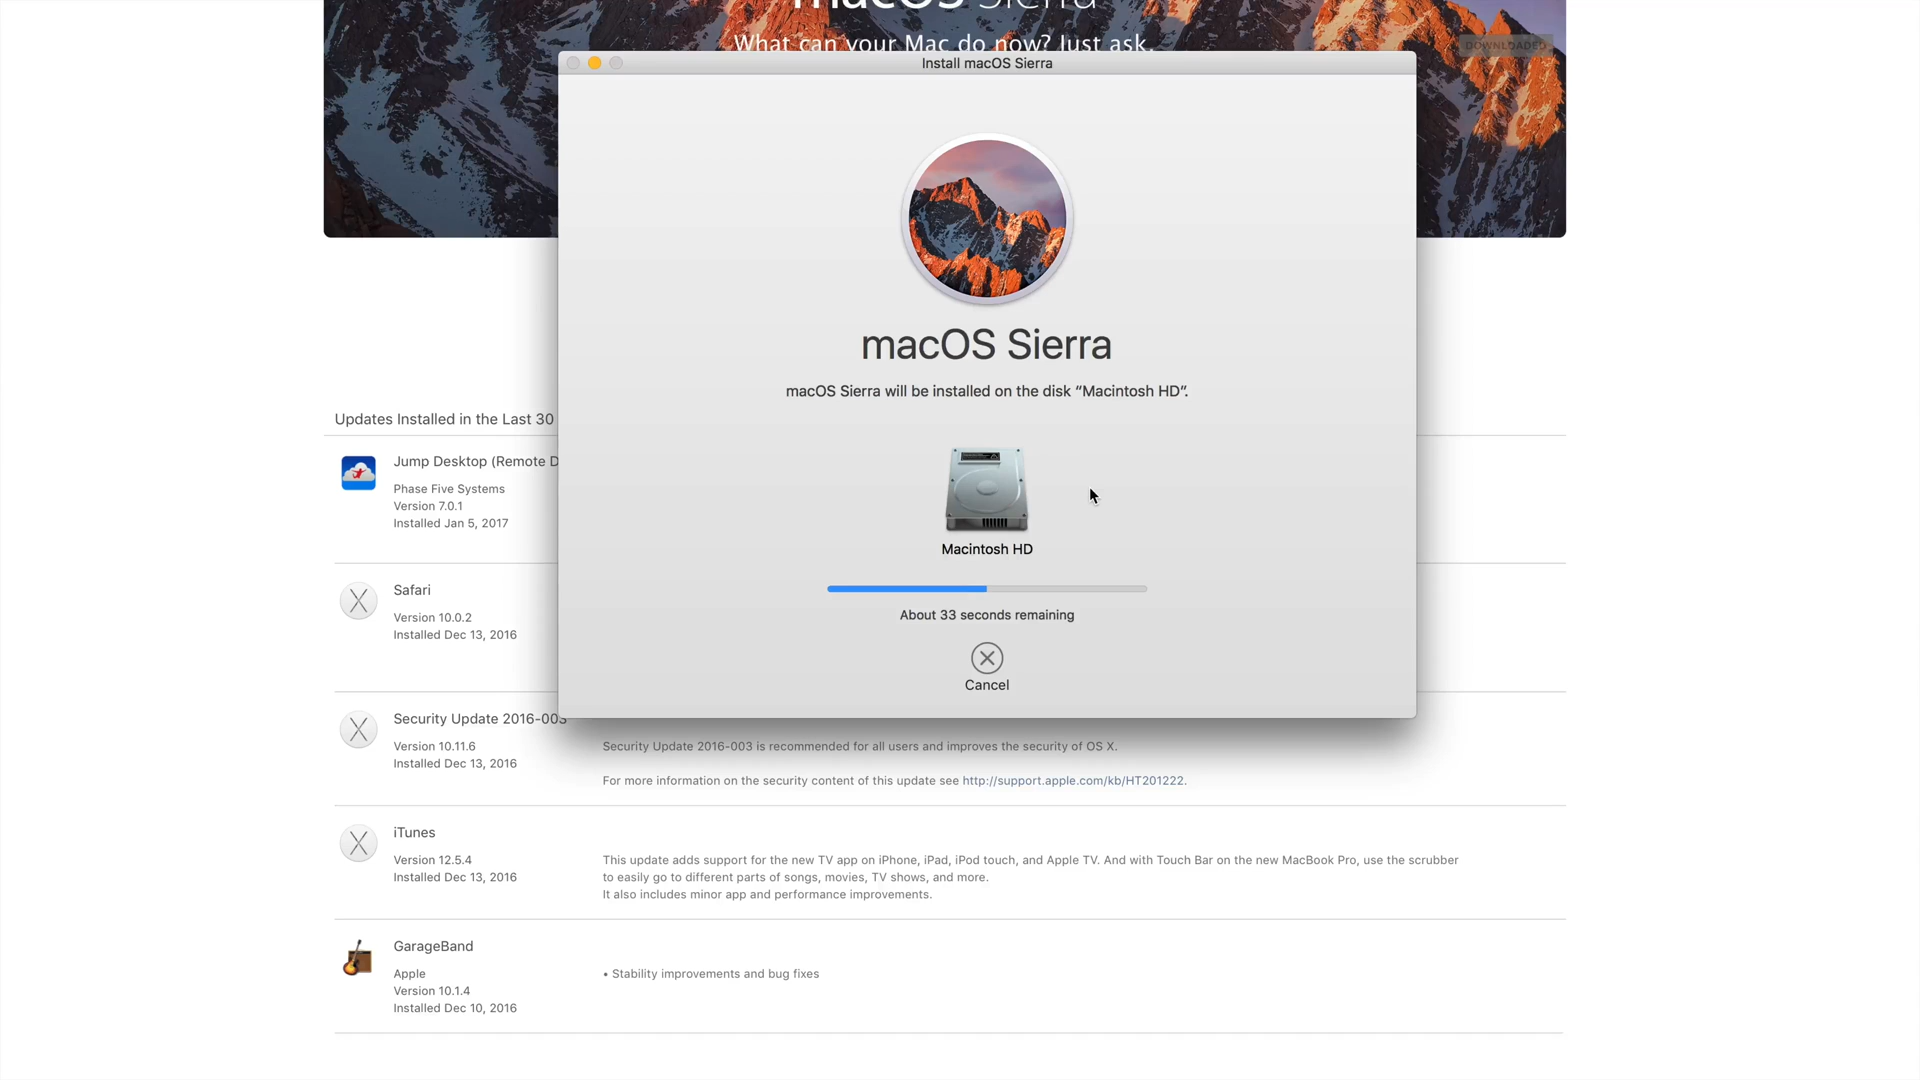 macOS Sierra
What can your Mac do now? Just ask.
DOWNLOADED
Install macOS Sierra
macOS Sierra
macOS Sierra will be installed on the disk “Macintosh HD”.
Macintosh HD
About 33 seconds remaining
Cancel
Updates Installed in the Last 30
Jump Desktop (Remote D
Phase Five Systems
Version 7.0.1
Installed Jan 5, 2017
Safari
Version 10.0.2
Installed Dec 13, 2016
Security Update 2016-003
Version 10.11.6
Installed Dec 13, 2016
Security Update 2016-003 is recommended for all users and improves the security of OS X.
For more information on the security content of this update see http://support.apple.com/kb/HT201222.
iTunes
Version 12.5.4
Installed Dec 13, 2016
This update adds support for the new TV app on iPhone, iPad, iPod touch, and Apple TV. And with Touch Bar on the new MacBook Pro, use the scrubber
to easily go to different parts of songs, movies, TV shows, and more.
It also includes minor app and performance improvements.
GarageBand
Apple
Version 10.1.4
Installed Dec 10, 2016
• Stability improvements and bug fixes